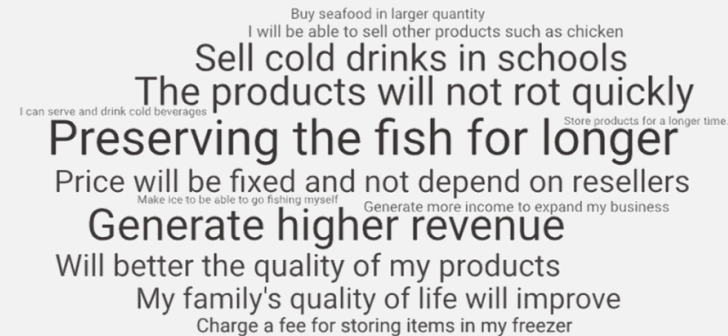 Buy seafood in larger quantity
I will be able to sell other products such as chicken
Sell cold drinks in schools
The products will not rot quickly
I can serve and drink cold beverages
Store products for a longer time.
Preserving the fish for longer
Price will be fixed and not depend on resellers
Make ice to be able to go fishing myself
Generate more income to expand my business
Generate higher revenue
Will better the quality of my products
My family's quality of life will improve
Charge a fee for storing items in my freezer